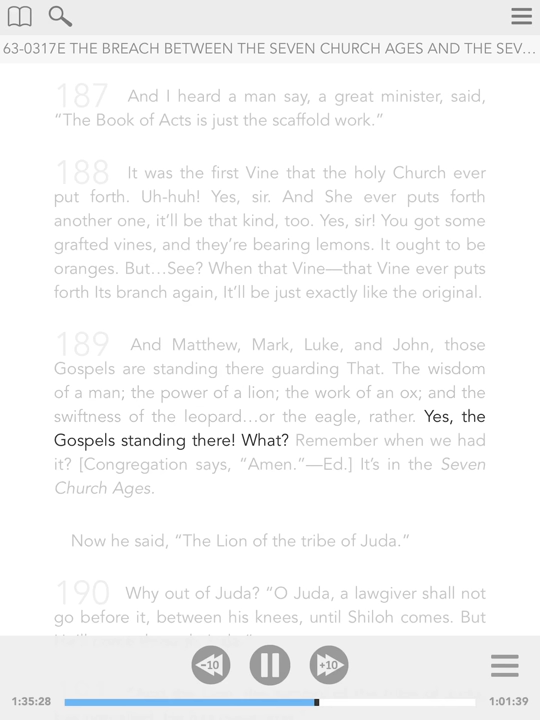 63-0317E THE BREACH BETWEEN THE SEVEN CHURCH AGES AND THE SEV...
187 And I heard a man say, a great minister, said,
“The Book of Acts is just the scaffold work.”
188 It was the first Vine that the holy Church ever
put forth. Uh-huh! Yes, sir. And She ever puts forth
another one, it’ll be that kind, too. Yes, sir! You got some
grafted vines, and they’re bearing lemons. It ought to be
oranges. But…See? When that Vine—that Vine ever puts
forth Its branch again, It’ll be just exactly like the original.
189 And Matthew, Mark, Luke, and John, those
Gospels are standing there guarding That. The wisdom
of a man; the power of a lion; the work of an ox; and the
swiftness of the leopard…or the eagle, rather. Yes, the
Gospels standing there! What? Remember when we had
it? [Congregation says, “Amen.”—Ed.] It’s in the Seven
Church Ages.
Now he said, “The Lion of the tribe of Juda.”
190 Why out of Juda? “O Juda, a lawgiver shall not
go before it, between his knees, until Shiloh comes. But
-10 +10
1:35:28 1:01:39